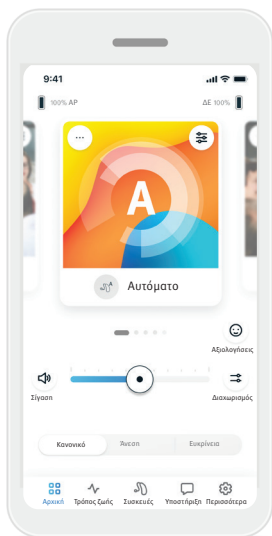 9:41
100% ΑΡ
ΔΕ 100%
A
Αυτόματο
Αξιολογήσεις
Σίγαση
Διαχωρισμός
Κανονικό
Άνεση
Ευκρίνεια
Αρχική
Τρόπος ζωής
Συσκευές
Υποστήριξη
Περισσότερα